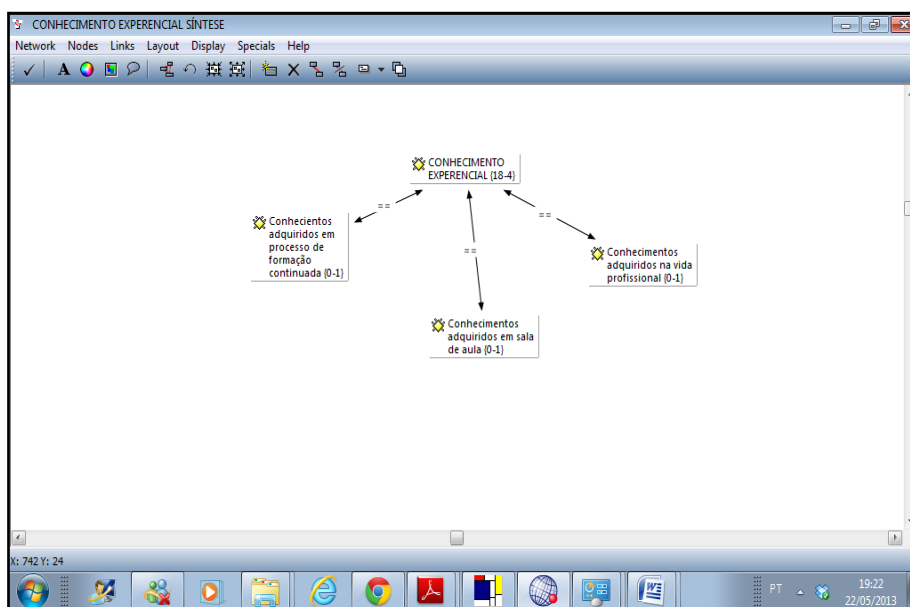 CONHECIMENTO EXPERENCIAL SÍNTESE
Network Nodes Links Layout Display Specials Help
A
CONHECIMENTO
EXPERENCIAL {18-4}
==
==
==
Conhecientos
adquiridos em
processo de
formação
continuada {0-1}
Conhecimentos
adquiridos na vida
profissional {0-1}
Conhecimentos
adquiridos em sala
de aula {0-1}
X: 742 Y: 24
PT
19:22
22/05/2013